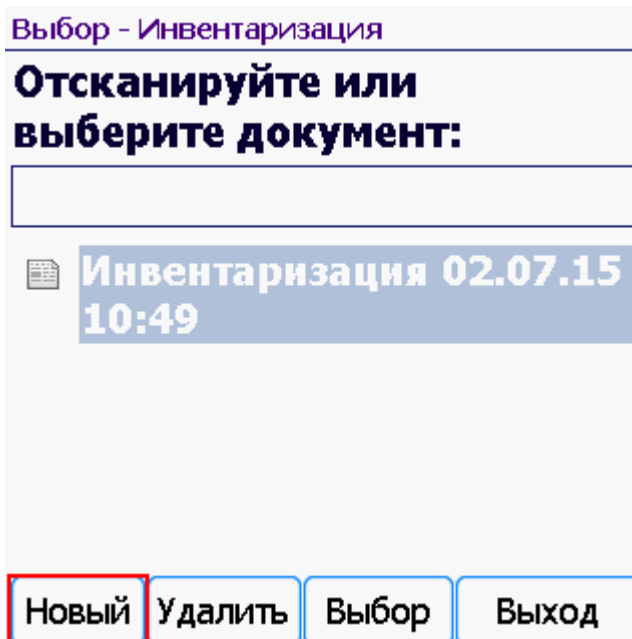 Выбор - Инвентаризация
Отсканируйте или
выберите документ:
Инвентаризация 02.07.15
10:49
Новый Удалить Выбор Выход